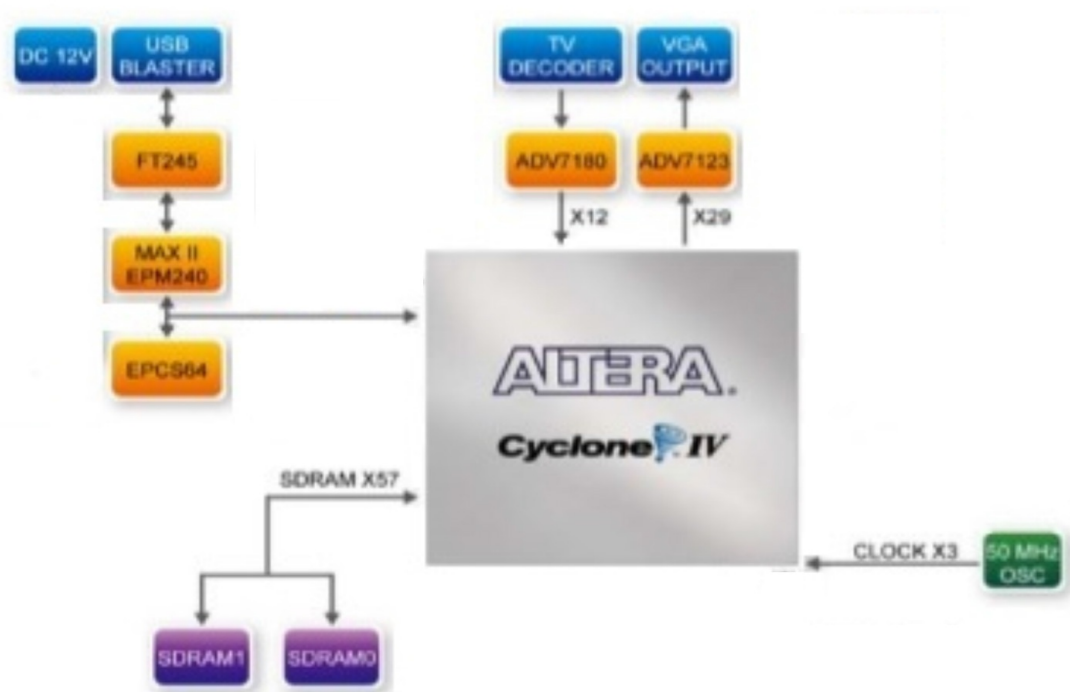 DC 12V
USB
BLASTER
TV
DECODER
VGA
OUTPUT
FT245
ADV7180
ADV7123
X12
X29
MAX II
EPM240
EPCS64
ALTERA.
Cyclone IV
SDRAM X57
CLOCK X3
50 MHz
OSC
SDRAM1
SDRAM0